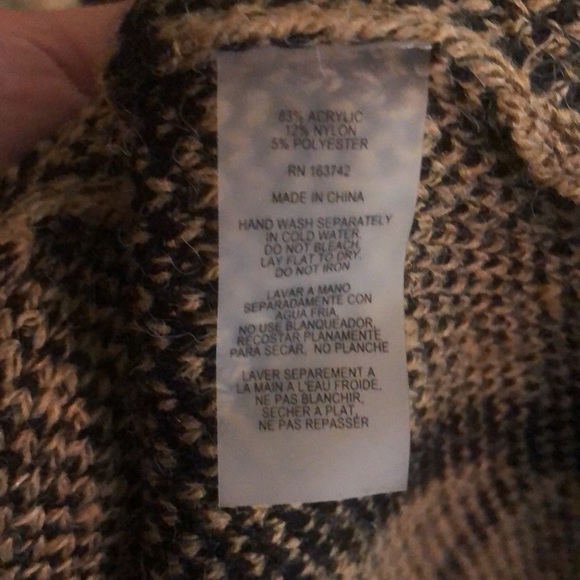 83% ACRYLIC
12% NYLON
5% POLYESTER
RN 163742
MADE IN CHINA
HAND WASH SEPARATELY
IN COLD WATER,
DO NOT BLEACH,
LAY FLAT TO DRY,
DO NOT IRON
LAVAR A MANO
SEPARADAMENTE CON
AGUA FRIA,
NO USE BLANQUEADOR,
RECOSTAR PLANAMENTE
PARA SECAR, NO PLANCHE
LAVER SEPAREMENT A
LA MAIN A L'EAU FROIDE,
NE PAS BLANCHIR,
SECHER A PLAT,
NE PAS REPASSÉR